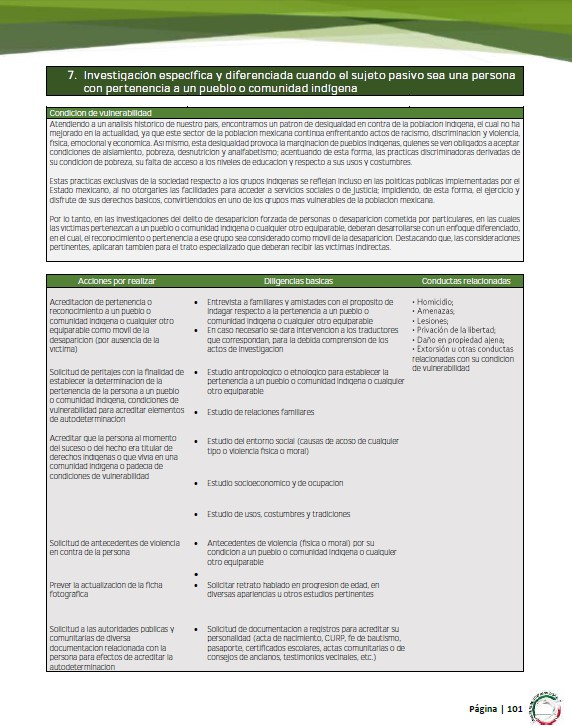 7. Investigación específica y diferenciada cuando el sujeto pasivo sea una persona
con pertenencia a un pueblo o comunidad indígena
Condicion de vulnerabilidad
Atendiendo a un analisis historico de nuestro pais, encontramos un patron de desigualdad en contra de la poblacion indigena, el cual no ha
mejorado en la actualidad, ya que este sector de la poblacion mexicana continua enfrentando actos de racismo, discriminacion y violencia,
fisica, emocional y economica. Asi mismo, esta desigualdad provoca la marginacion de pueblos indigenas, quienes se ven obligados a aceptar
condiciones de aislamiento, pobreza, desnutricion y analfabetismo; acentuando de esta forma, las practicas discriminadoras derivadas de
su condicion de pobreza, su falta de acceso a los niveles de educacion y respecto a sus usos y costumbres.
Estas practicas exclusivas de la sociedad respecto a los grupos indigenas se reflejan incluso en las politicas publicas implementadas por el
Estado mexicano, al no otorgarles las facilidades para acceder a servicios sociales o de justicia; impidiendo, de esta forma, el ejercicio y
disfrute de sus derechos basicos, convirtiendolos en uno de los grupos mas vulnerables de la poblacion mexicana.
Por lo tanto, en las investigaciones del delito de desaparicion forzada de personas o desaparicion cometida por particulares, en las cuales
las victimas pertenezcan a un pueblo o comunidad indigena o cualquier otro equiparable, deberan desarrollarse con un enfoque diferenciado,
en el cual, el reconocimiento o pertenencia a ese grupo sea considerado como movil de la desaparicion. Destacando que, las consideraciones
pertinentes, aplicaran tambien para el trato especializado que deberan recibir las victimas indirectas.
Acciones por realizar
Diligencias basicas
Conductas relacionadas
Acreditacion de pertenencia o
reconocimiento a un pueblo o
comunidad indigena o cualquier otro
equiparable como movil de la
desaparicion (por ausencia de la
victima)
• Entrevista a familiares y amistades con el proposito de
indagar respecto a la pertenencia a un pueblo o
comunidad indigena o cualquier otro equiparable
• En caso necesario se dara intervencion a los traductores
que correspondan, para la debida comprension de los
actos de investigacion
• Homicidio;
• Amenazas;
• Lesiones;
• Privación de la libertad;
• Daño en propiedad ajena;
• Extorsión u otras conductas
relacionadas con su condicion
de vulnerabilidad
Solicitud de peritajes con la finalidad de
establecer la determinacion de la
pertenencia de la persona a un pueblo
o comunidad indigena, condiciones de
vulnerabilidad para acreditar elementos
de autodeterminacion
• Estudio antropologico o etnologico para establecer la
pertenencia a un pueblo o comunidad indigena o cualquier
otro equiparable
• Estudio de relaciones familiares
Acreditar que la persona al momento
del suceso o del hecho era titular de
derechos indigenas o que vivia en una
comunidad indigena o padecia de
condiciones de vulnerabilidad
• Estudio del entorno social (causas de acoso de cualquier
tipo o violencia fisica o moral)
• Estudio socioeconomico y de ocupacion
• Estudio de usos, costumbres y tradiciones
Solicitud de antecedentes de violencia
en contra de la persona
• Antecedentes de violencia (fisica o moral) por su
condicion a un pueblo o comunidad indigena o cualquier
otro equiparable
•
Prever la actualizacion de la ficha
fotografica
• Solicitar retrato hablado en progresion de edad, en
diversas apariencias u otros estudios pertinentes
Solicitud a las autoridades publicas y
comunitarias de diversa
documentacion relacionada con la
persona para efectos de acreditar la
autodeterminacion
• Solicitud de documentacion a registros para acreditar su
personalidad (acta de nacimiento, CURP, fe de bautismo,
pasaporte, certificados escolares, actas comunitarias o de
consejos de ancianos, testimonios vecinales, etc.)
Página | 101